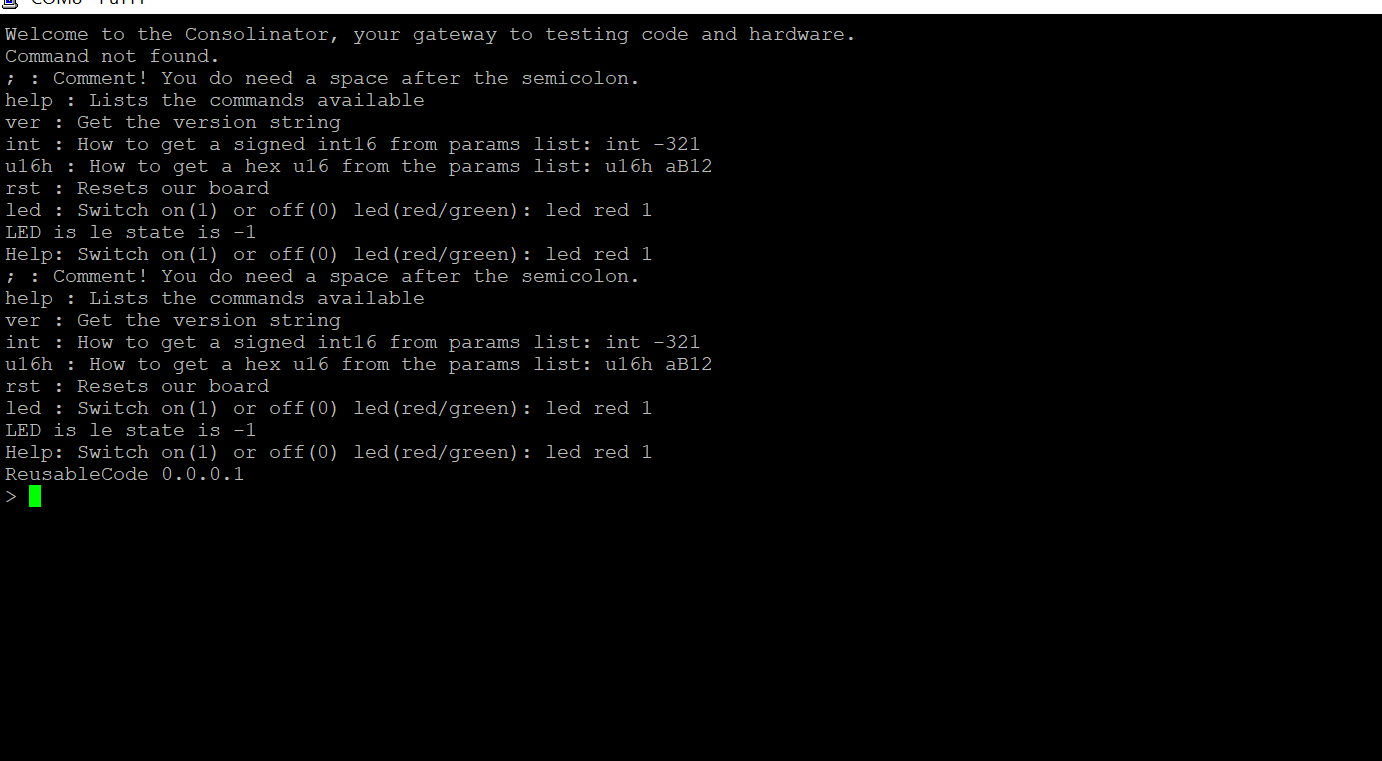 Welcome to the Consolinator, your gateway to testing code and hardware.
Command not found.
; : Comment! You do need a space after the semicolon.
help : Lists the commands available
ver : Get the version string
int : How to get a signed int16 from params list: int -321
u16h : How to get a hex u16 from the params list: u16h aB12
rst : Resets our board
led : Switch on(1) or off(0) led(red/green): led red 1
LED is le state is -1
Help: Switch on(1) or off(0) led(red/green): led red 1
; : Comment! You do need a space after the semicolon.
help : Lists the commands available
ver : Get the version string
int : How to get a signed int16 from params list: int -321
u16h : How to get a hex u16 from the params list: u16h aB12
rst : Resets our board
led : Switch on(1) or off(0) led(red/green): led red 1
LED is le state is -1
Help: Switch on(1) or off(0) led(red/green): led red 1
ReusableCode 0.0.0.1
>